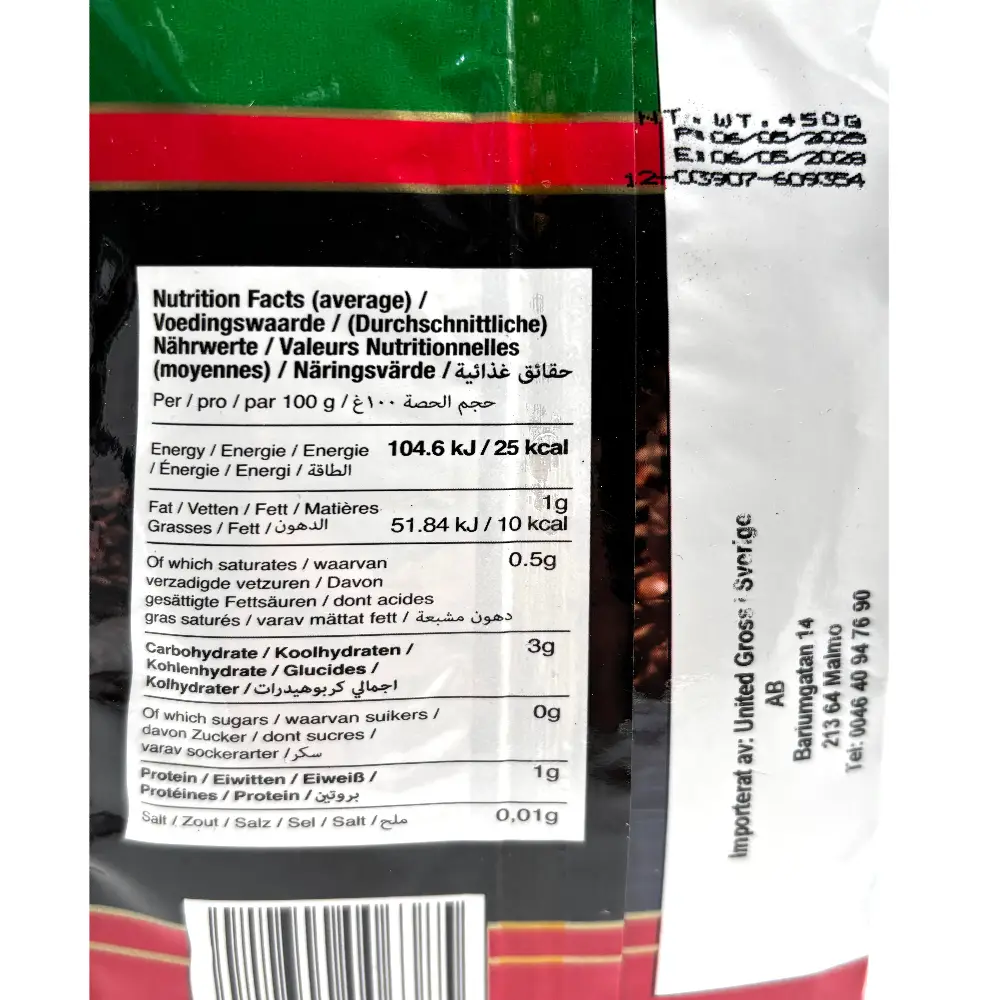 NT. WT. 450G
P: 06/05/2025
E: 06/05/2028
12-03907-609354
Nutrition Facts (average) /
Voedingswaarde / (Durchschnittliche)
Nährwerte / Valeurs Nutritionnelles
(moyennes) / Näringsvärde / حقائق غذائية
Per / pro / par 100 g / حجم الحصة ١٠٠غ
Energy / Energie / Energie 104.6 kJ / 25 kcal
/ Énergie / Energi / الطاقة
Fat / Vetten / Fett / Matières 1g
Grasses / Fett / الدهون 51.84 kJ / 10 kcal
Of which saturates / waarvan 0.5g
verzadigde vetzuren / Davon
gesättigte Fettsäuren / dont acides
gras saturés / varav mättat fett / دهون مشبعة
Carbohydrate / Koolhydraten / 3g
Kohlenhydrate / Glucides /
Kolhydrater / اجمالي كربوهيدرات
Of which sugars / waarvan suikers / 0g
davon Zucker / dont sucres /
varav sockerarter / سكر
Protein / Eiwitten / Eiweiß / 1g
Protéines / Protein / بروتين
Salt / Zout / Salz / Sel / Salt / ملح 0,01g
Importerat av: United Gross i Sverige
AB
Bariumgatan 14
213 64 Malmo
Tel: 0046 40 94 76 90